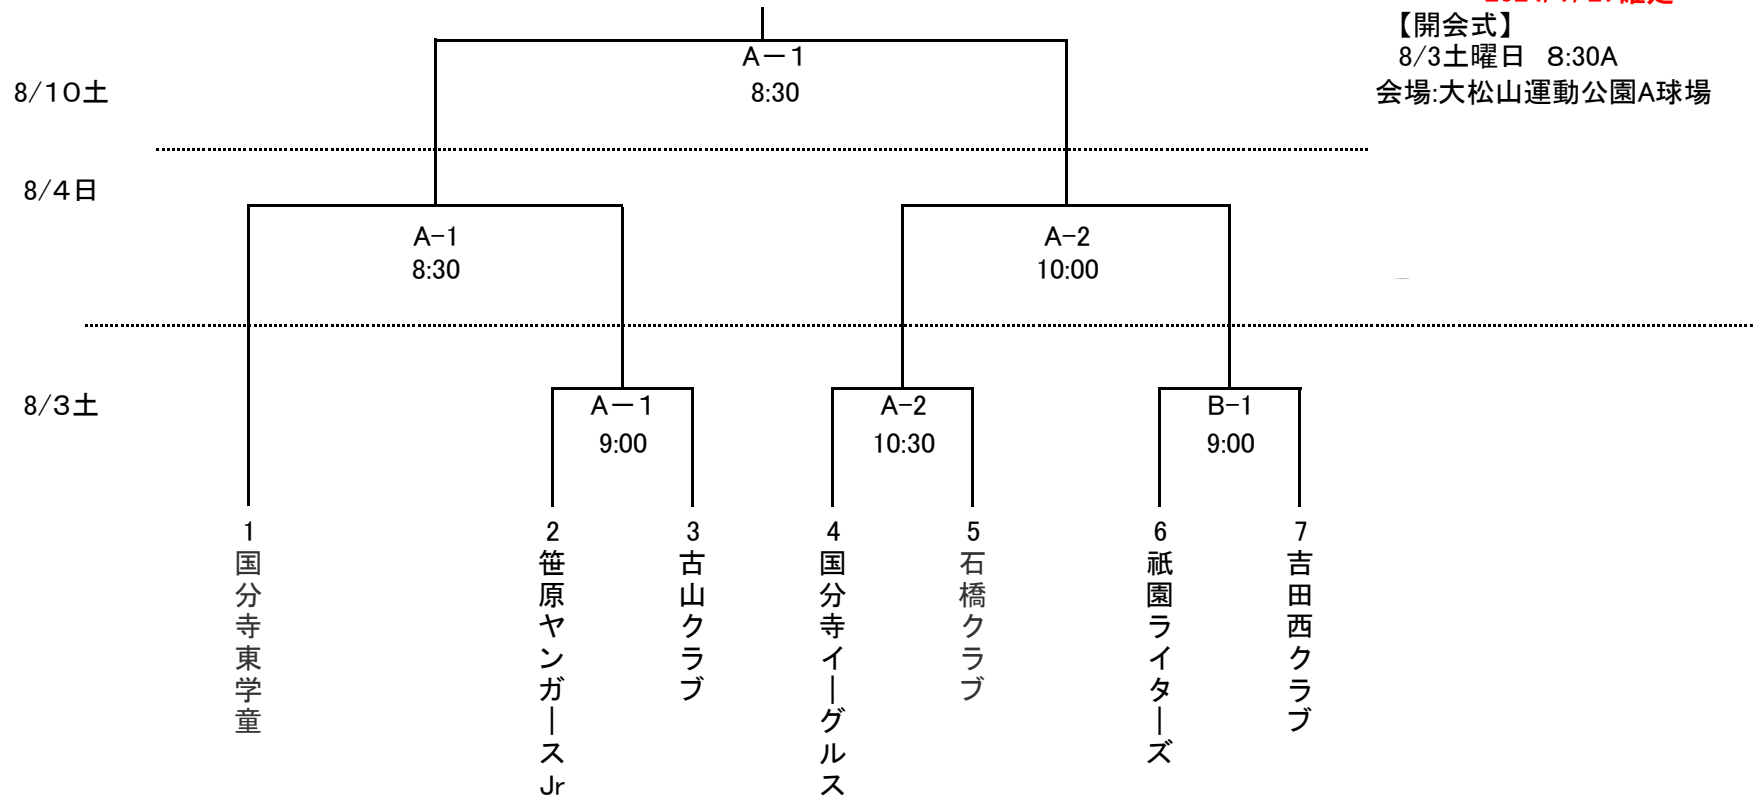 【開会式】
8/3土曜日　8:30A
会場:大松山運動公園A球場
8/10土
A－1
8:30
8/4日
A-1
8:30
A-2
10:00
8/3土
A－1
9:00
A-2
10:30
B-1
9:00
1
国分寺東学童
2
笹原ヤンガースJr
3
古山クラブ
4
国分寺イーグルス
5
石橋クラブ
6
祇園ライターズ
7
吉田西クラブ